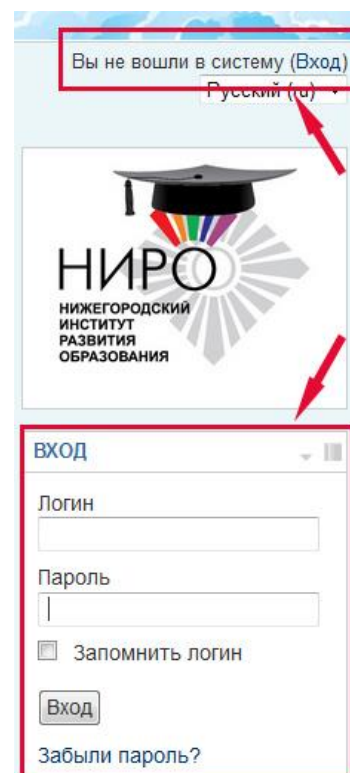 Вы не вошли в систему (Вход)
Русский (ru)
НИРО
НИЖЕГОРОДСКИЙ
ИНСТИТУТ
РАЗВИТИЯ
ОБРАЗОВАНИЯ
ВХОД
Логин
Пароль
Запомнить логин
Вход
Забыли пароль?